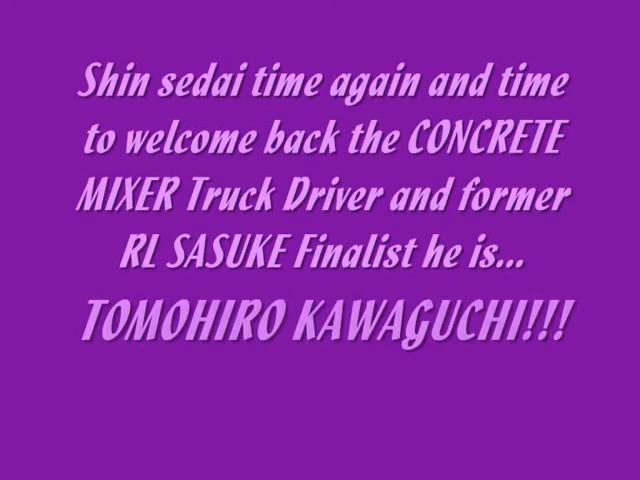 Shin sedai time again and time
to welcome back the CONCRETE
MIXER Truck Driver and former
RL SASUKE Finalist he is...
TOMOHIRO KAWAGUCHI!!!